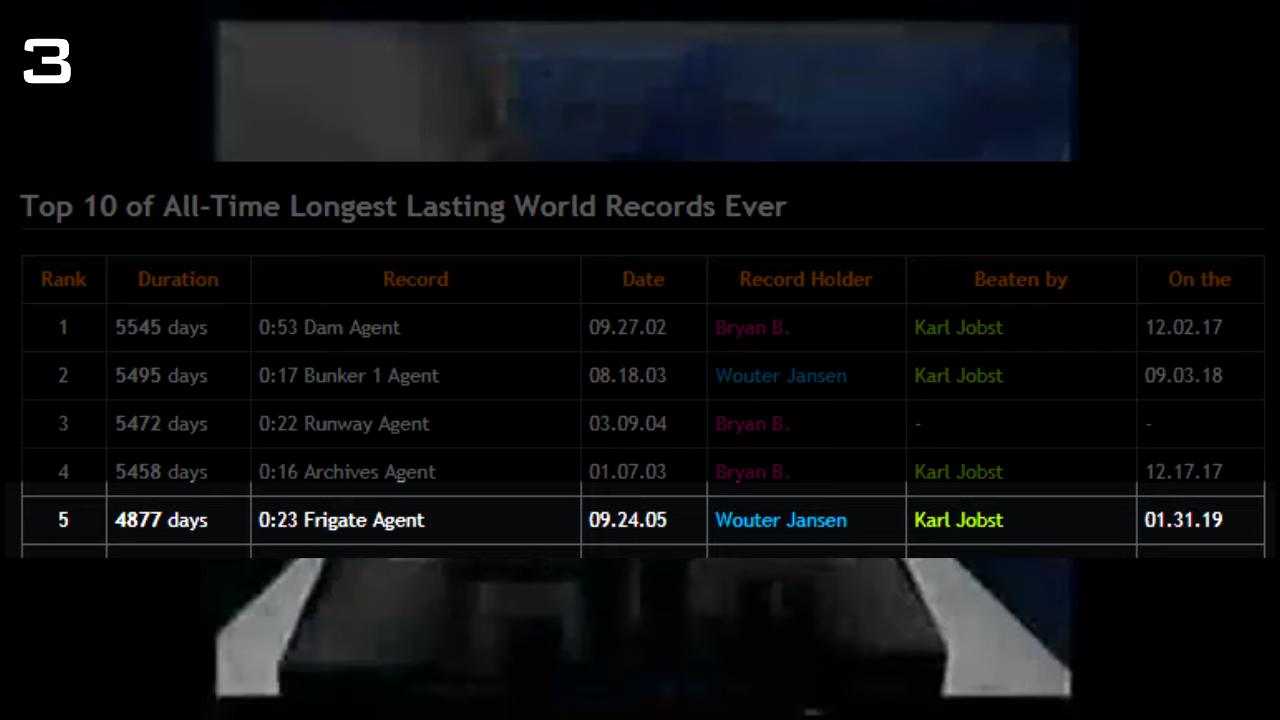 3
Top 10 of All-Time Longest Lasting World Records Ever
Rank Duration Record Date Record Holder Beaten by On the
1 5545 days 0:53 Dam Agent 09.27.02 Bryan B. Karl Jobst 12.02.17
2 5495 days 0:17 Bunker 1 Agent 08.18.03 Wouter Jansen Karl Jobst 09.03.18
3 5472 days 0:22 Runway Agent 03.09.04 Bryan B. - -
4 5458 days 0:16 Archives Agent 01.07.03 Bryan B. Karl Jobst 12.17.17
5 4877 days 0:23 Frigate Agent 09.24.05 Wouter Jansen Karl Jobst 01.31.19